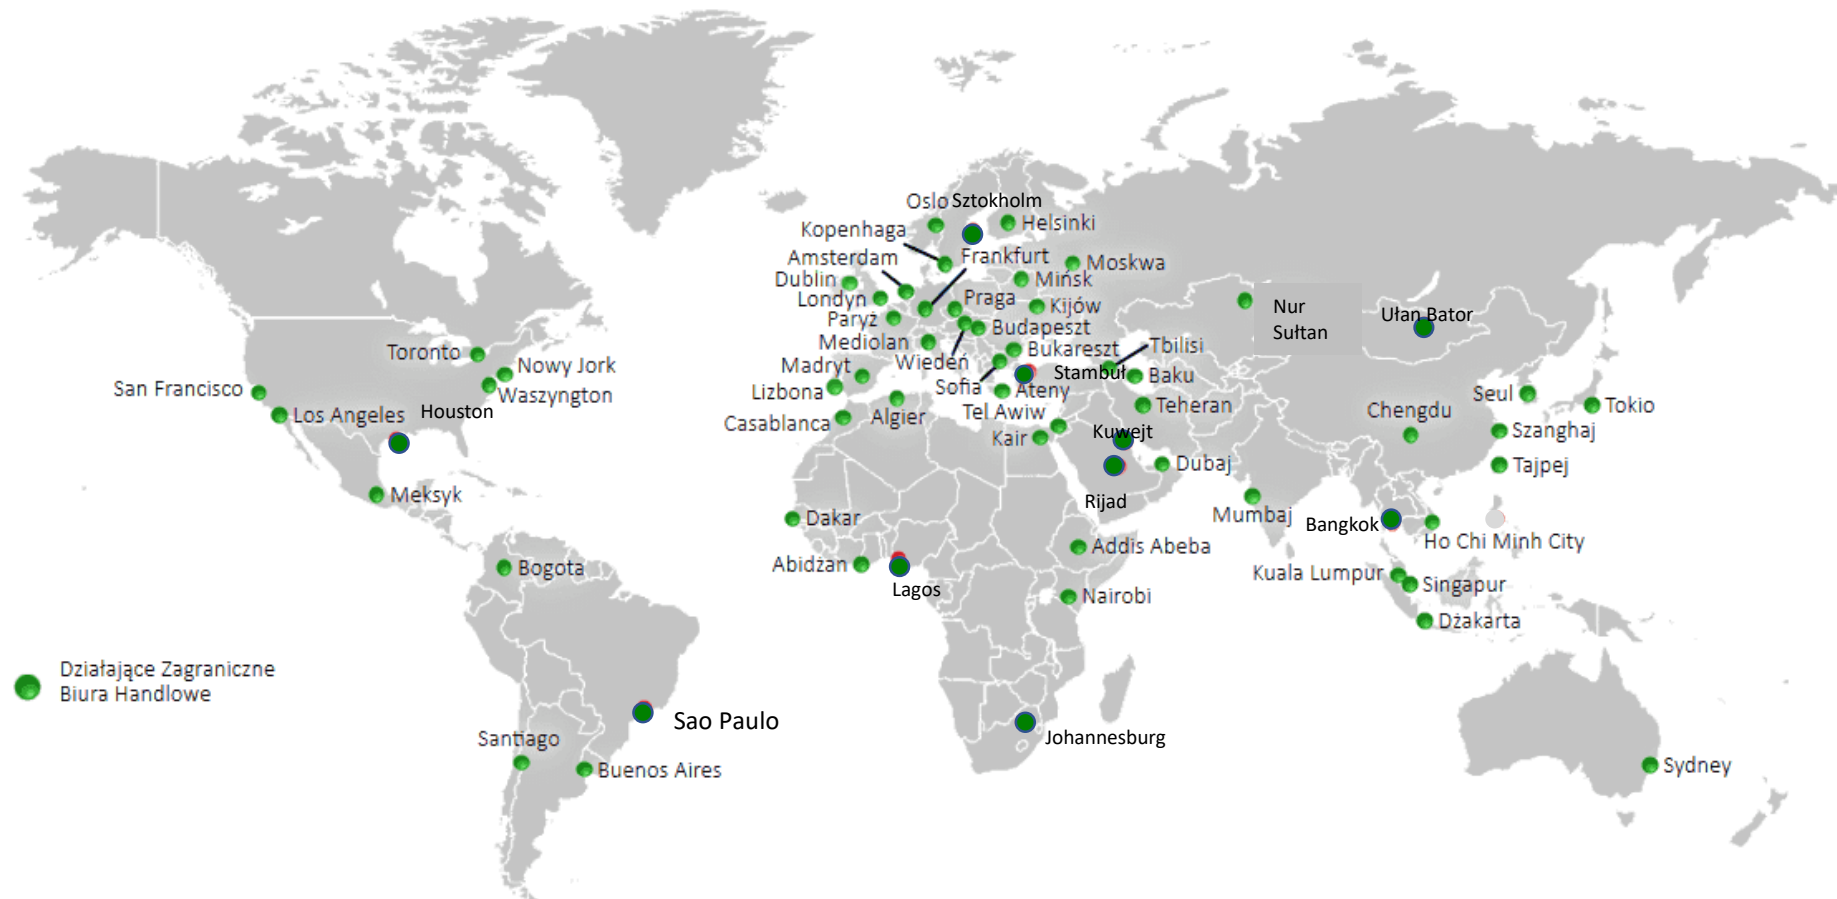 Oslo
Sztokholm
Helsinki
Kopenhaga
Amsterdam
Frankfurt
Moskwa
Dublin
Mińsk
Londyn
Praga
Kijów
Paryż
Budapeszt
Mediolan
Wiedeń
Bukareszt
Tbilisi
Madryt
Sofia
Stambuł
Baku
Lizbona
Ateny
Teheran
Casablanca
Algier
Tel Awiw
Kair
Kuwejt
Dubaj
Rijad
Nur
Sułtan
Ułan Bator
Toronto
Nowy Jork
San Francisco
Waszyngton
Los Angeles
Houston
Meksyk
Seul
Tokio
Chengdu
Szanghaj
Tajpej
Mumbaj
Bangkok
Ho Chi Minh City
Kuala Lumpur
Singapur
Dżakarta
Dakar
Abidżan
Lagos
Addis Abeba
Nairobi
Bogota
Działające Zagraniczne
Biura Handlowe
Sao Paulo
Santiago
Buenos Aires
Johannesburg
Sydney